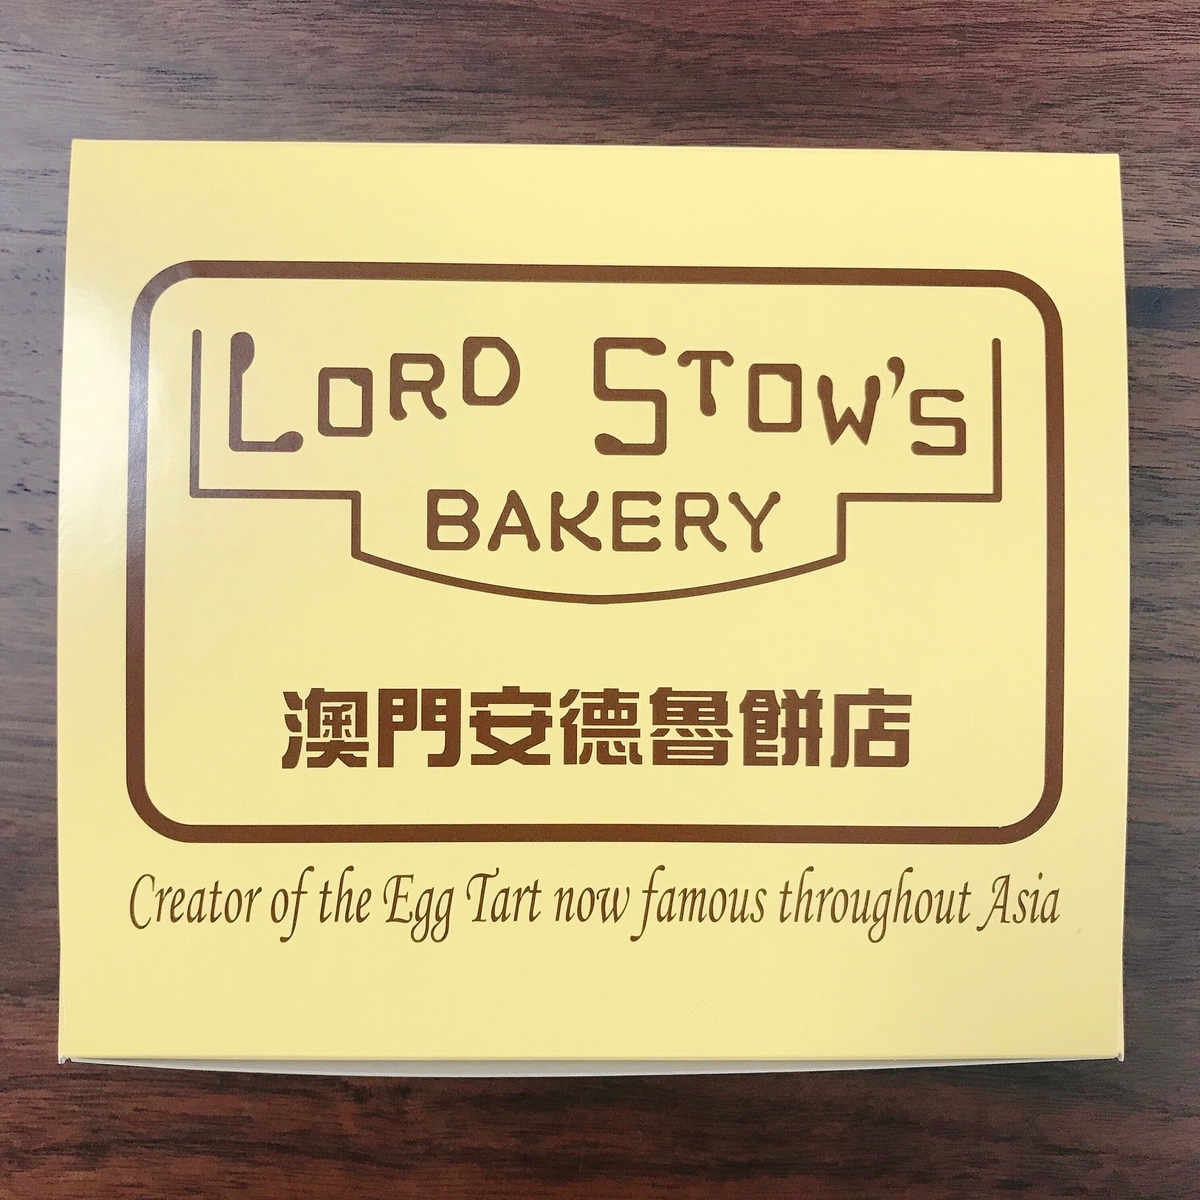 LORD STOW'S
BAKERY
澳門安德魯餅店
Creator of the Egg Tart now famous throughout Asia